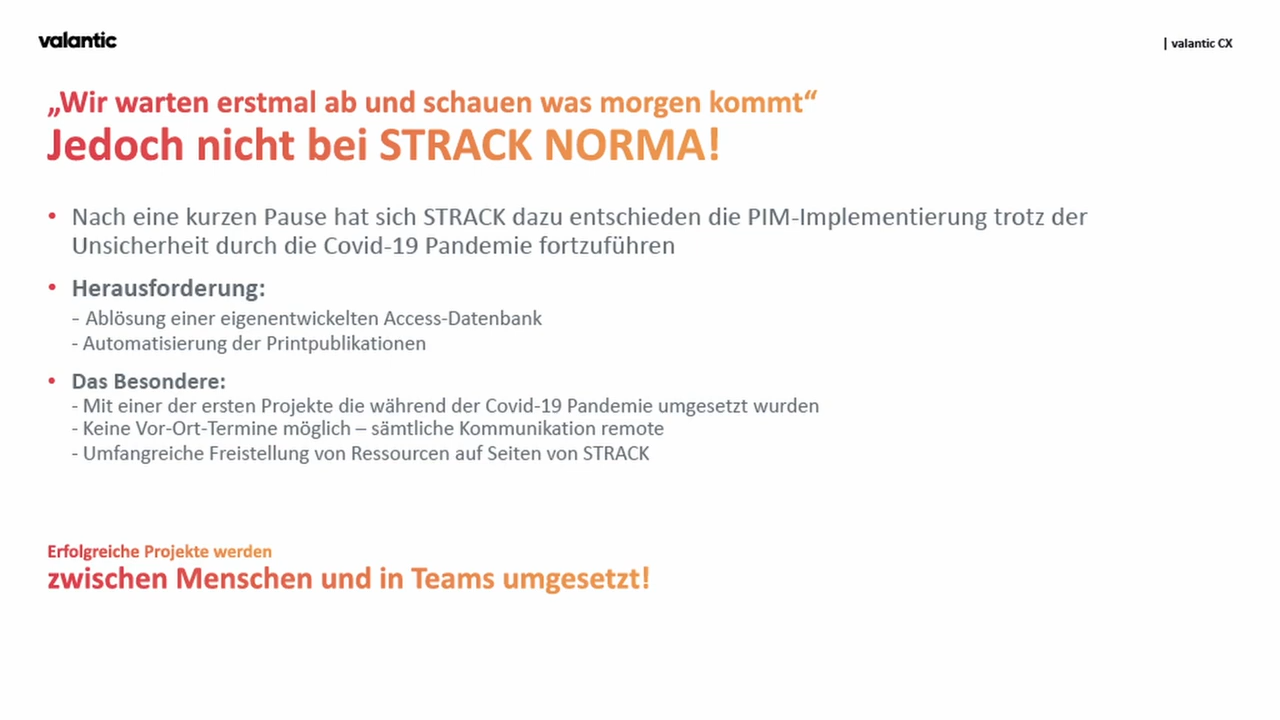 valantic
| valantic CX
„Wir warten erstmal ab und schauen was morgen kommt“
Jedoch nicht bei STRACK NORMA!
• Nach eine kurzen Pause hat sich STRACK dazu entschieden die PIM-Implementierung trotz der
Unsicherheit durch die Covid-19 Pandemie fortzuführen
• Herausforderung:
- Ablösung einer eigenentwickelten Access-Datenbank
- Automatisierung der Printpublikationen
• Das Besondere:
- Mit einer der ersten Projekte die während der Covid-19 Pandemie umgesetzt wurden
- Keine Vor-Ort-Termine möglich – sämtliche Kommunikation remote
- Umfangreiche Freistellung von Ressourcen auf Seiten von STRACK
Erfolgreiche Projekte werden
zwischen Menschen und in Teams umgesetzt!